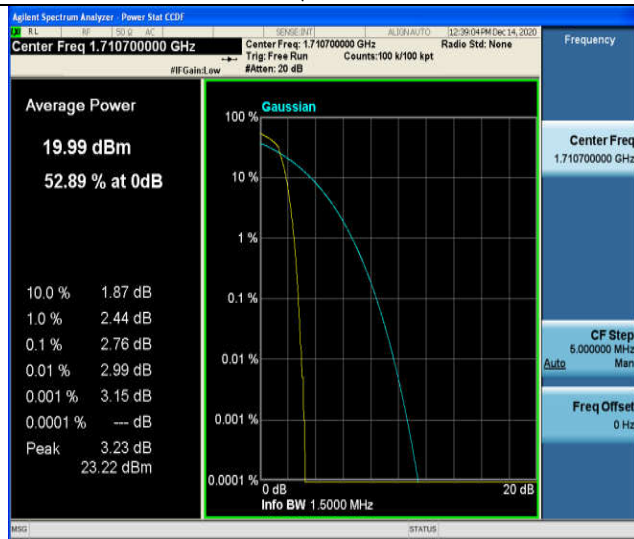 Agilent Spectrum Analyzer - Power Stat CCDF
RL RF 50 Ω AC SENSE:INT ALIGN AUTO 12:39:04 PM Dec 14, 2020
Center Freq 1.710700000 GHz
Center Freq: 1.710700000 GHz Radio Std: None
Trig: Free Run Counts:100 k/100 kpt
#IFGain:Low #Atten: 20 dB
Frequency
Average Power
19.99 dBm
52.89 % at 0dB
10.0 % 1.87 dB
1.0 % 2.44 dB
0.1 % 2.76 dB
0.01 % 2.99 dB
0.001 % 3.15 dB
0.0001 % --- dB
Peak 3.23 dB
23.22 dBm
Gaussian
100 %
10 %
1 %
0.1 %
0.01 %
0.001 %
0.0001 %
0 dB 20 dB
Info BW 1.5000 MHz
Center Freq
1.710700000 GHz
CF Step
5.000000 MHz
Auto Man
Freq Offset
0 Hz
MSG STATUS